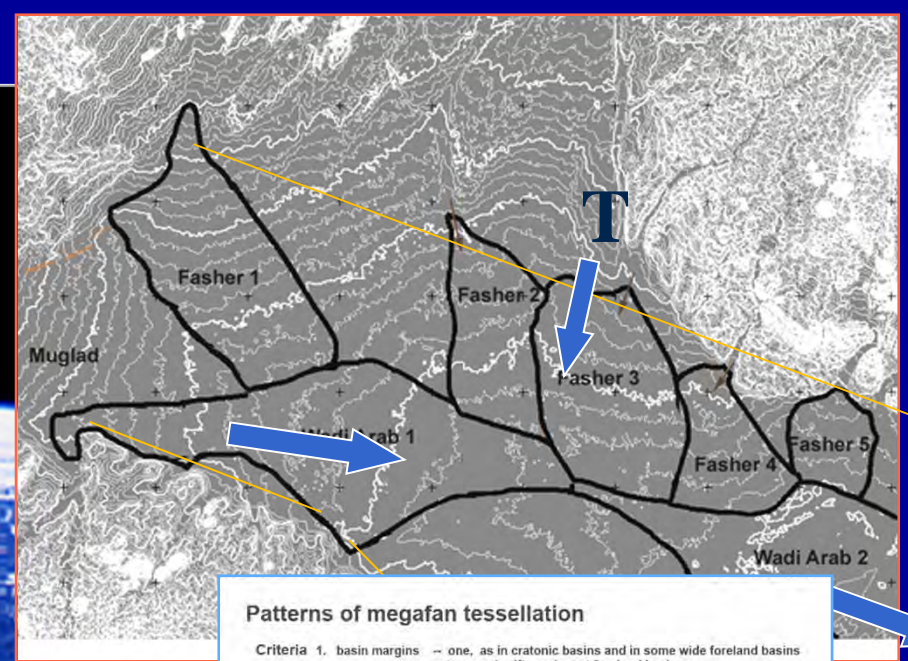 T
Fasher 1
Fasher 2
Muglad
Fasher 3
Wadi Arab 1
Fasher 4
Fasher 5
Wadi Arab 2
Patterns of megafan tessellation
Criteria 1. basin margins -- one, as in cratonic basins and in some wide foreland basins